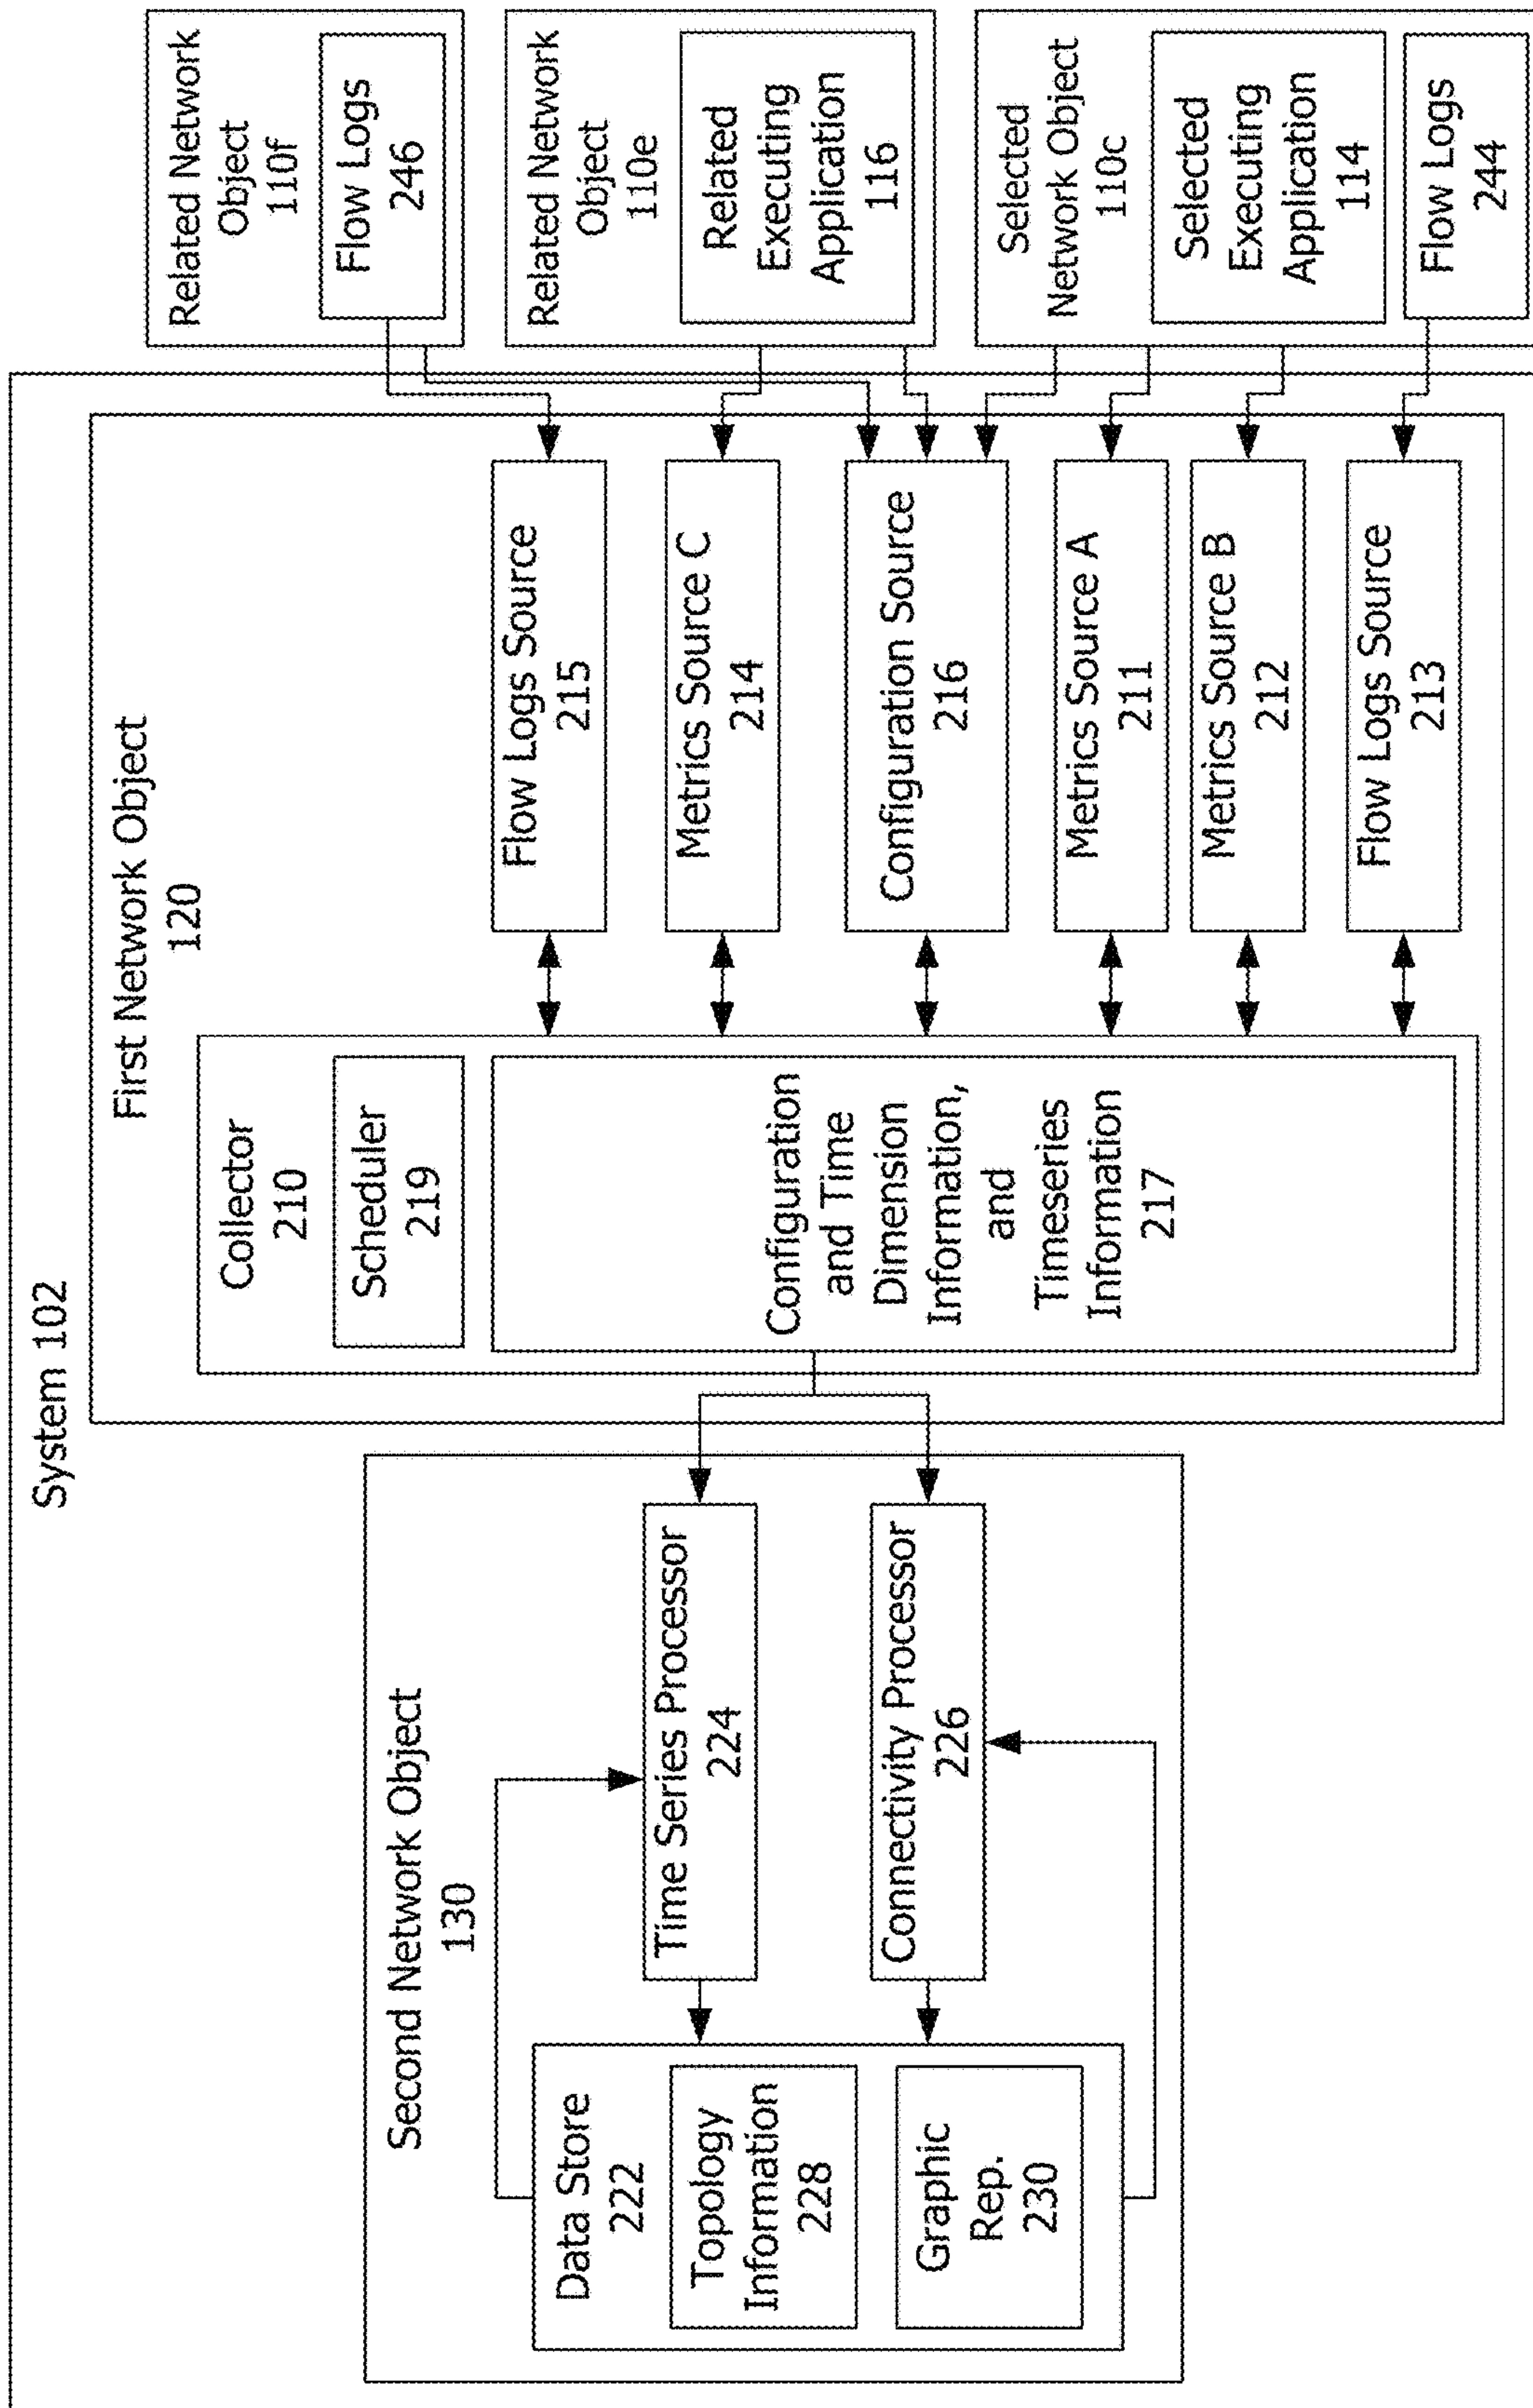 System 102
Second Network Object
130
Data Store
222
Topology
Information
228
Graphic
Rep.
230
Time Series Processor
224
Connectivity Processor
226
First Network Object
120
Collector
210
Scheduler
219
Configuration
and Time
Dimension
Information,
and
Timeseries
Information
217
Flow Logs Source
215
Metrics Source C
214
Configuration Source
216
Metrics Source A
211
Metrics Source B
212
Flow Logs Source
213
Related Network
Object
110f
Flow Logs
246
Related Network
Object
110e
Related
Executing
Application
116
Selected
Network Object
110c
Selected
Executing
Application
114
Flow Logs
244